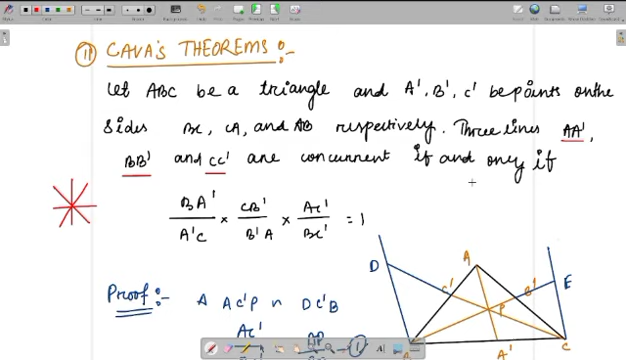 11 CAVA'S THEOREMS :-
Let ABC be a triangle and A', B', C' be points on the
sides BC, CA, and AB respectively. Three lines AA',
BB' and CC' are concurrent if and only if
BA'/A'C × CB'/B'A × AC'/BC' = 1
Proof :- Δ AC'P ~ DC'B
AC'
A
D
C'
B'
E
P
A'
C